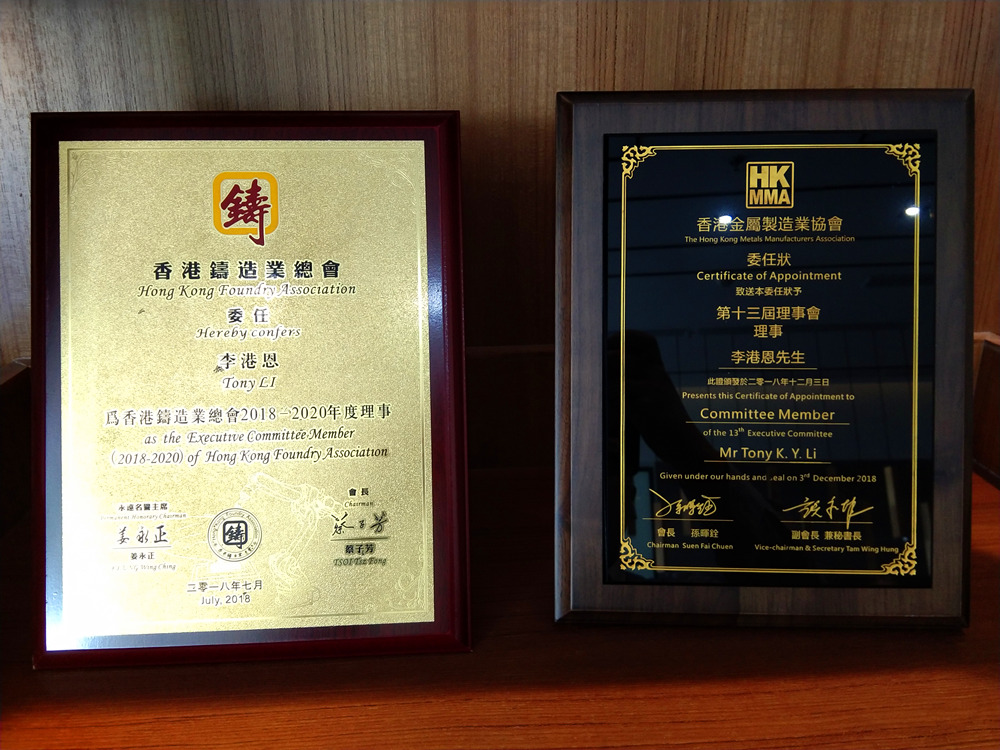 鑄
香港鑄造業總會
Hong Kong Foundry Association
委任
Hereby confers
李港恩
Tony LI
爲香港鑄造業總會2018-2020年度理事
as the Executive Committee Member
(2018-2020) of Hong Kong Foundry Association
永遠名譽主席
Permanent Honorary Chairman
姜永正
姜永正
Wing Ching
鑄
會長
Chairman
蔡子芳
TSOI Tsz Fong
二零一八年七月
July, 2018
HK
MMA
香港金屬製造業協會
The Hong Kong Metals Manufacturers Association
委任狀
Certificate of Appointment
致送本委任狀予
第十三屆理事會
理事
李港恩先生
此證頒發於二零一八年十二月三日
Presents this Certificate of Appointment to
Committee Member
of the 13th Executive Committee
Mr Tony K. Y. Li
Given under our hands and seal on 3rd December 2018
會長 孫暉銓
Chairman Suen Fai Chuen
副會長 兼秘書長
Vice-chairman & Secretary Tam Wing Hung